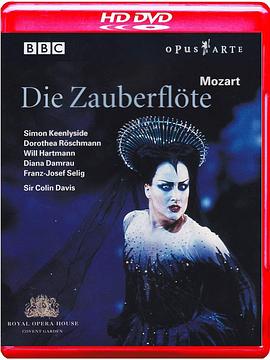 HD DVD
BBC
OPUS ARTE
Mozart
Die Zauberflöte
Simon Keenlyside
Dorothea Röschmann
Will Hartmann
Diana Damrau
Franz-Josef Selig
Sir Colin Davis
ROYAL OPERA HOUSE
COVENT GARDEN